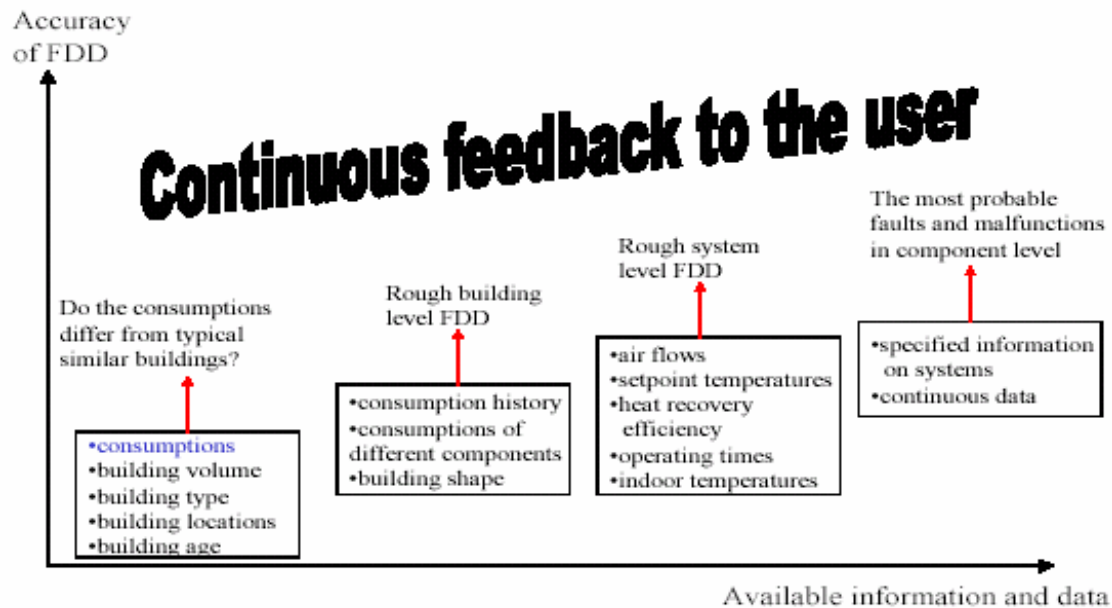 Accuracy
of FDD
Continuous feedback to the user
The most probable
faults and malfunctions
in component level
Rough system
level FDD
Rough building
level FDD
Do the consumptions
differ from typical
similar buildings?
•consumptions
•building volume
•building type
•building locations
•building age
•consumption history
•consumptions of
different components
•building shape
•air flows
•setpoint temperatures
•heat recovery
efficiency
•operating times
•indoor temperatures
•specified information
on systems
•continuous data
Available information and data